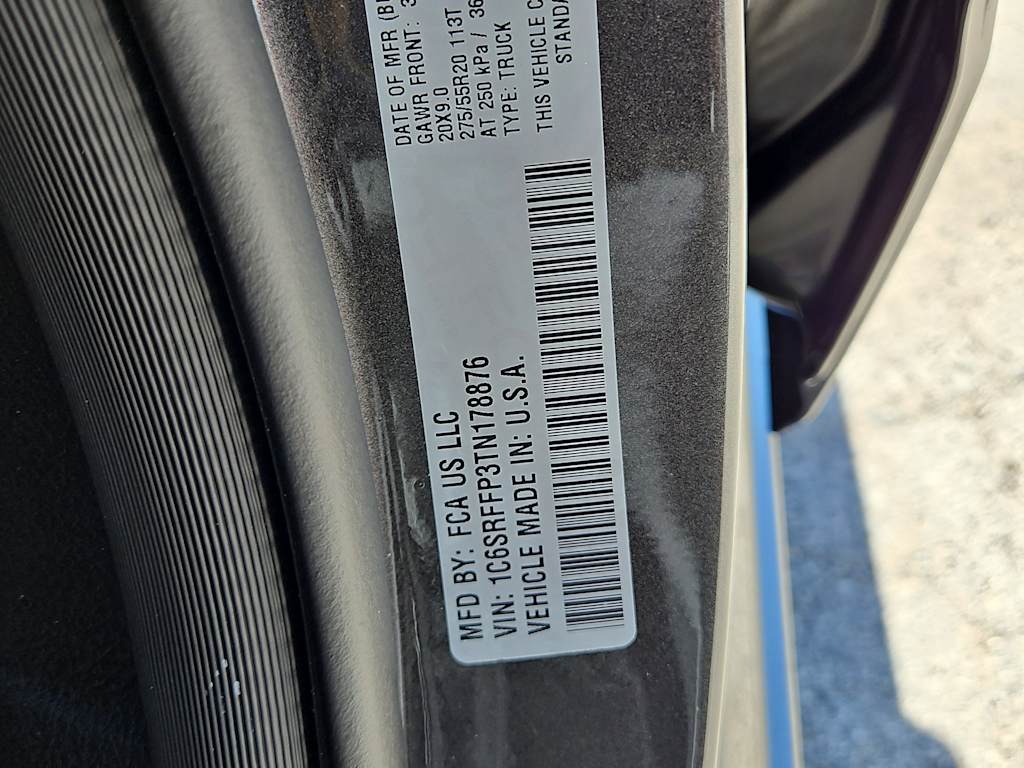 MFD BY: FCA US LLC
VIN: 1C6SRFFP3TN178876
VEHICLE MADE IN: U.S.A.
DATE OF MFR
GAWR FRONT:
20X9.0
275/55R20 113T
AT 250 kPa / 36
TYPE: TRUCK
THIS VEHICLE